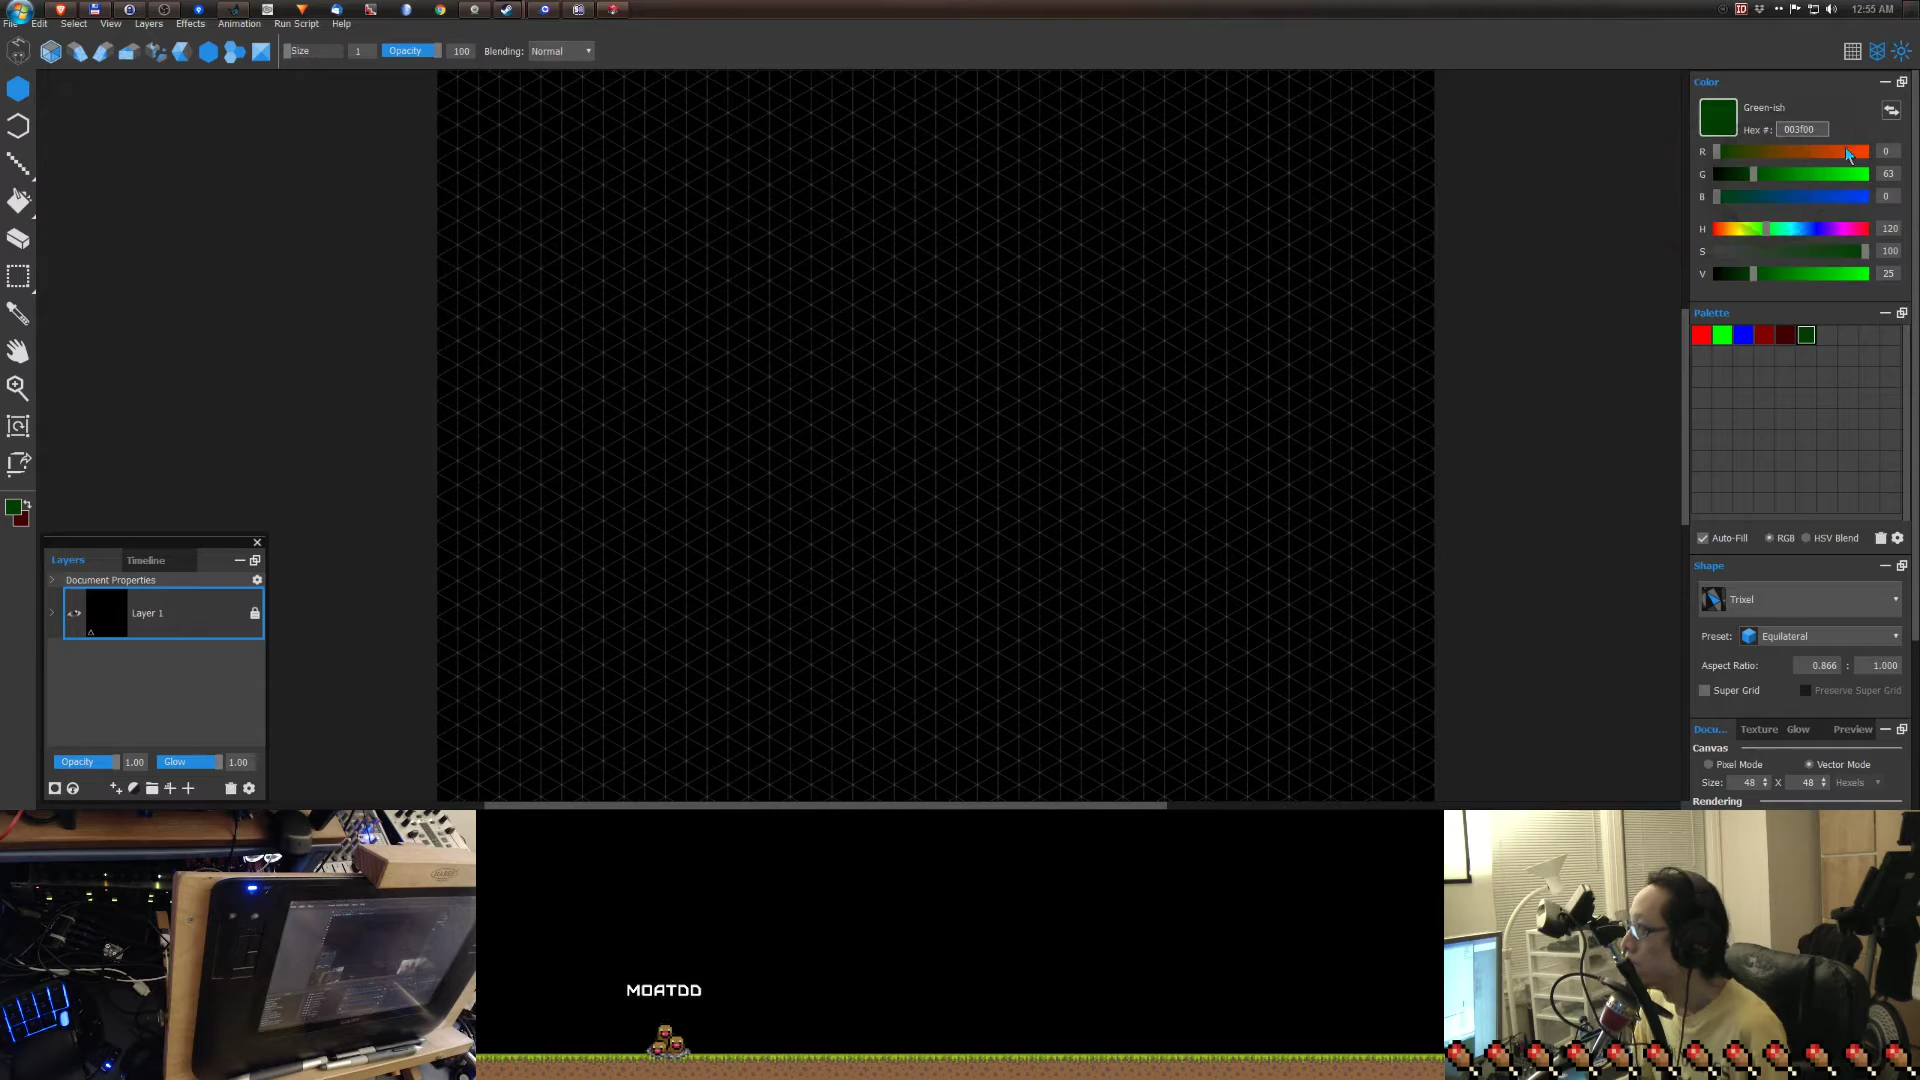 12:55 AM
File Edit Select View Layers Effects Animation Run Script Help
Size 1 Opacity 100 Blending: Normal
Color
Green-ish
Hex #: 003f00
R 0
G 63
B 0
H 120
S 100
V 25
Palette
Auto-Fill RGB HSV Blend
Shape
Trixel
Preset: Equilateral
Aspect Ratio: 0.866 : 1.000
Super Grid Preserve Super Grid
Docu... Texture Glow Preview
Canvas
Pixel Mode Vector Mode
Size: 48 X 48 Hexels
Rendering
Layers Timeline
Document Properties
Layer 1
Opacity 1.00 Glow 1.00
MOATDD